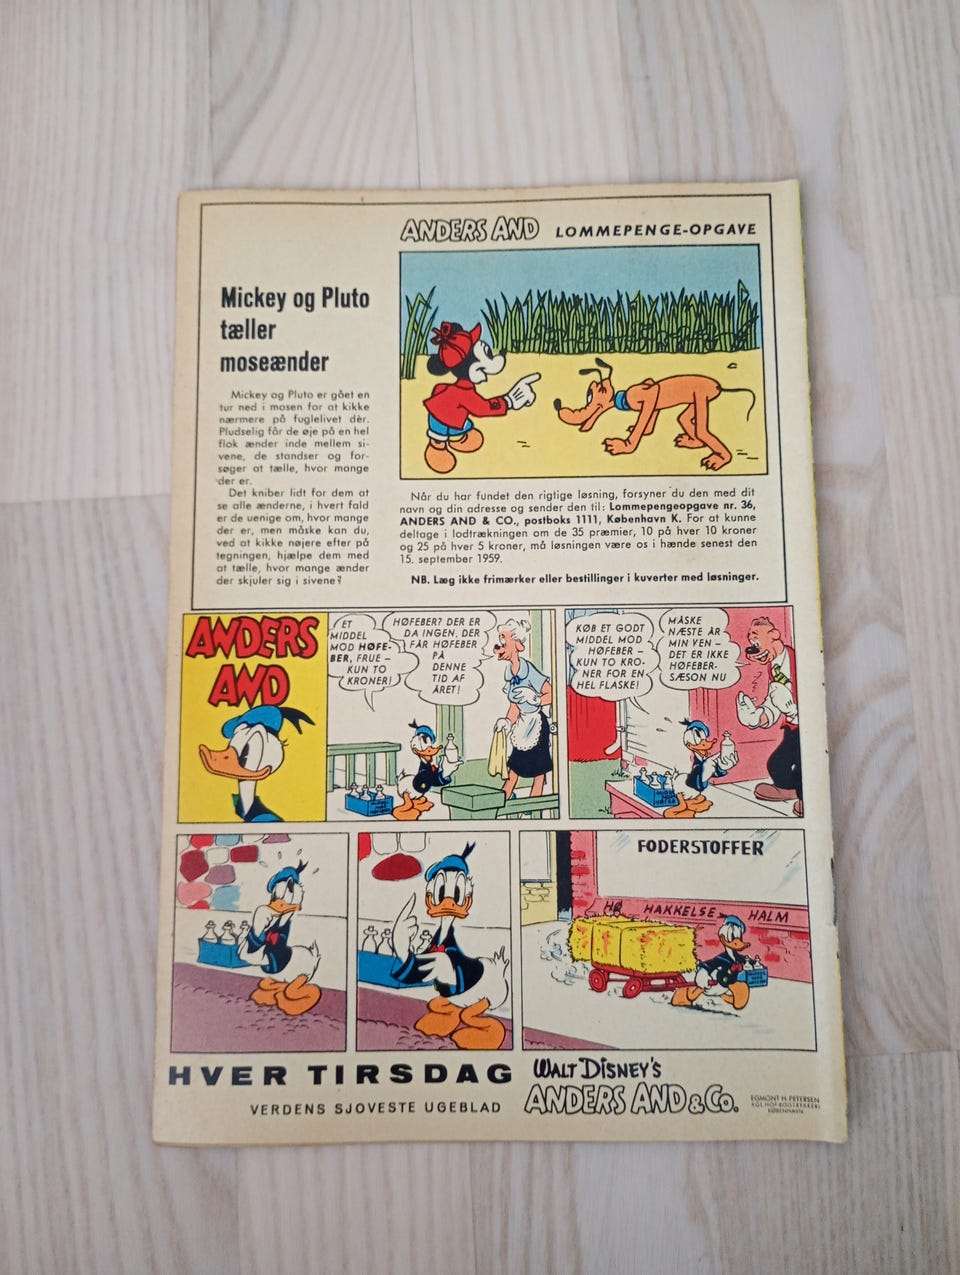 ANDERS AND LOMMEPENGE-OPGAVE
Mickey og Pluto
tæller
moseænder
Mickey og Pluto er gået en
tur ned i mosen for at kikke
nærmere på fuglelivet dér.
Pludselig får de øje på en hel
flok ænder inde mellem si-
vene, de standser og for-
søger at tælle, hvor mange
der er.
Det kniber lidt for dem at
se alle ænderne, i hvert fald
er de uenige om, hvor mange
der er, men måske kan du,
ved at kikke nøjere efter på
tegningen, hjælpe dem med
at tælle, hvor mange ænder
der skjuler sig i sivene?
Når du har fundet den rigtige løsning, forsyner du den med dit
navn og din adresse og sender den til: Lommepengeopgave nr. 36,
ANDERS AND & CO., postboks 1111, København K. For at kunne
deltage i lodtrækningen om de 35 præmier, 10 på hver 10 kroner
og 25 på hver 5 kroner, må løsningen være os i hænde senest den
15. september 1959.
NB. Læg ikke frimærker eller bestillinger i kuverter med løsninger.
ANDERS
AND
ET
MIDDEL
MOD HØFE-
BER, FRUE –
KUN TO
KRONER!
HØFEBER? DER ER
DA INGEN, DER
FÅR HØFEBER
PÅ
DENNE
TID AF
ÅRET!
KØB ET GODT
MIDDEL MOD
HØFEBER –
KUN TO KRO-
NER FOR EN
HEL FLASKE!
MÅSKE
NÆSTE ÅR
MIN VEN –
DET ER IKKE
HØFEBER-
SÆSON NU
FODERSTOFFER
HØ HAKKELSE HALM
HVER TIRSDAG
VERDENS SJOVESTE UGEBLAD
WALT DISNEY'S
ANDERS AND & CO.
EGMONT H. PETERSEN
KGL. HOF-BOGTRYKKERI
KØBENHAVN